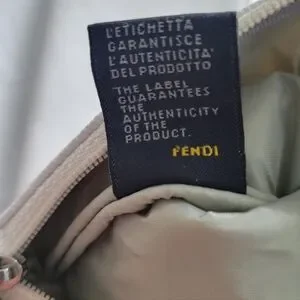 L'ETICHETTA
GARANTISCE
L'AUTENTICITA'
DEL PRODOTTO
THE LABEL
GUARANTEES
THE
AUTHENTICITY
OF THE
PRODUCT.
FENDI